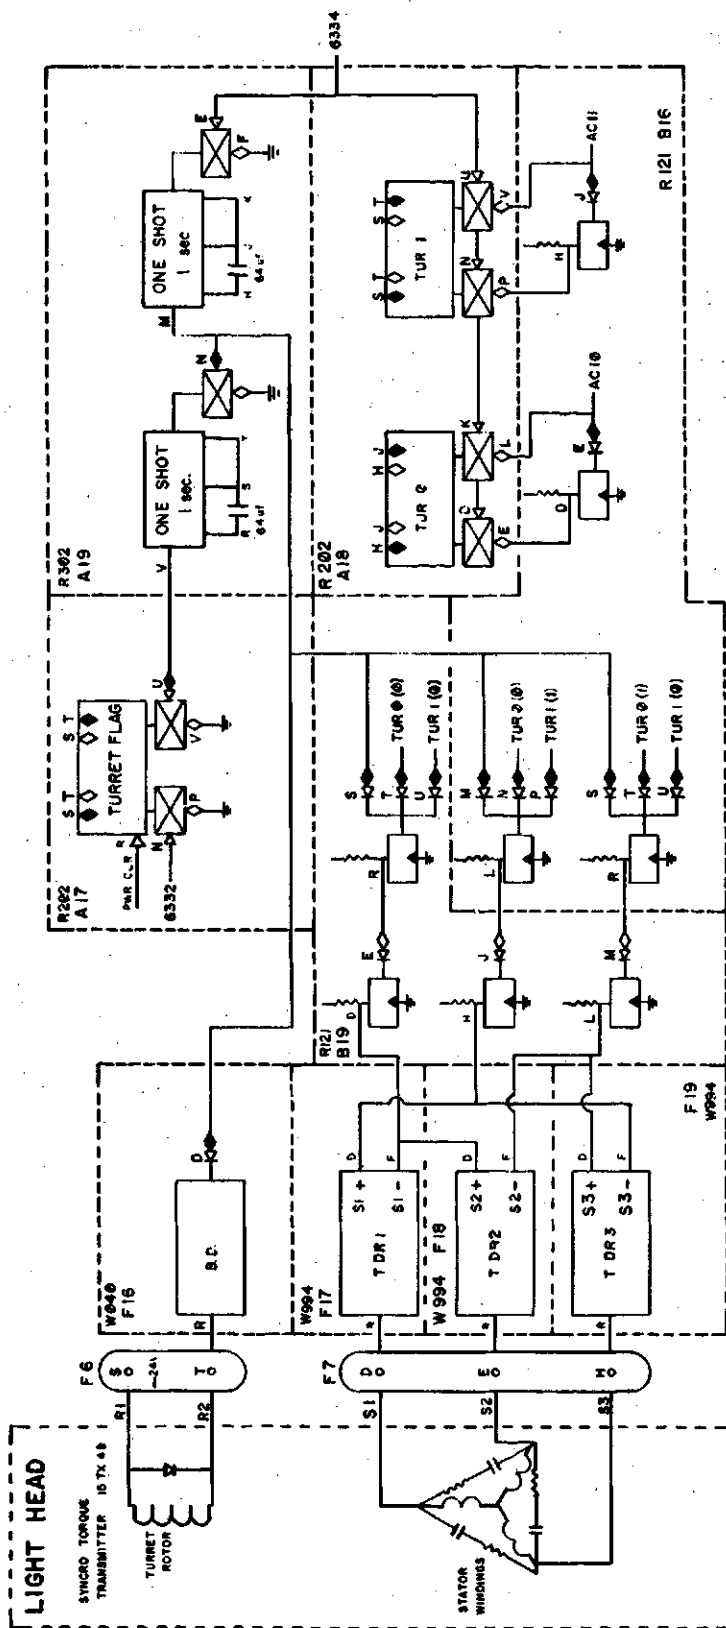 LIGHT HEAD
SYNCRO TORQUE
TRANSMITTER 15 TX 4B
TURRET
ROTOR
STATOR
WINDINGS
R1
R2
S1
S2
S3
F6
S
-24V
T
F7
D
E
H
W040
F16
R
B.D.
D
W994
F17
R
TDR1
S1+
S1-
D
F
W994 F18
R
TDR2
S2+
S2-
D
F
R
TDR3
S3+
S3-
D
F
F19
W994
R121
B19
D
E
H
J
L
M
R
S
T
U
TUR 0 (0)
TUR 1 (0)
L
M
N
P
TUR 0 (0)
TUR 1 (1)
R
S
T
U
TUR 0 (1)
TUR 1 (0)
R202
A17
PWR CLR
R
6332
N
P
TURRET FLAG
S T
S T
U
V
R302
A19
V
ONE SHOT
1 sec.
R
S
T
64uf
N
M
ONE SHOT
1 sec
H
J
K
64uf
E
F
6334
R202
A18
TUR 0
H J
H J
D
E
K
L
TUR 1
S T
S T
N
P
U
V
D
E
AC10
H
J
AC11
R121 B16